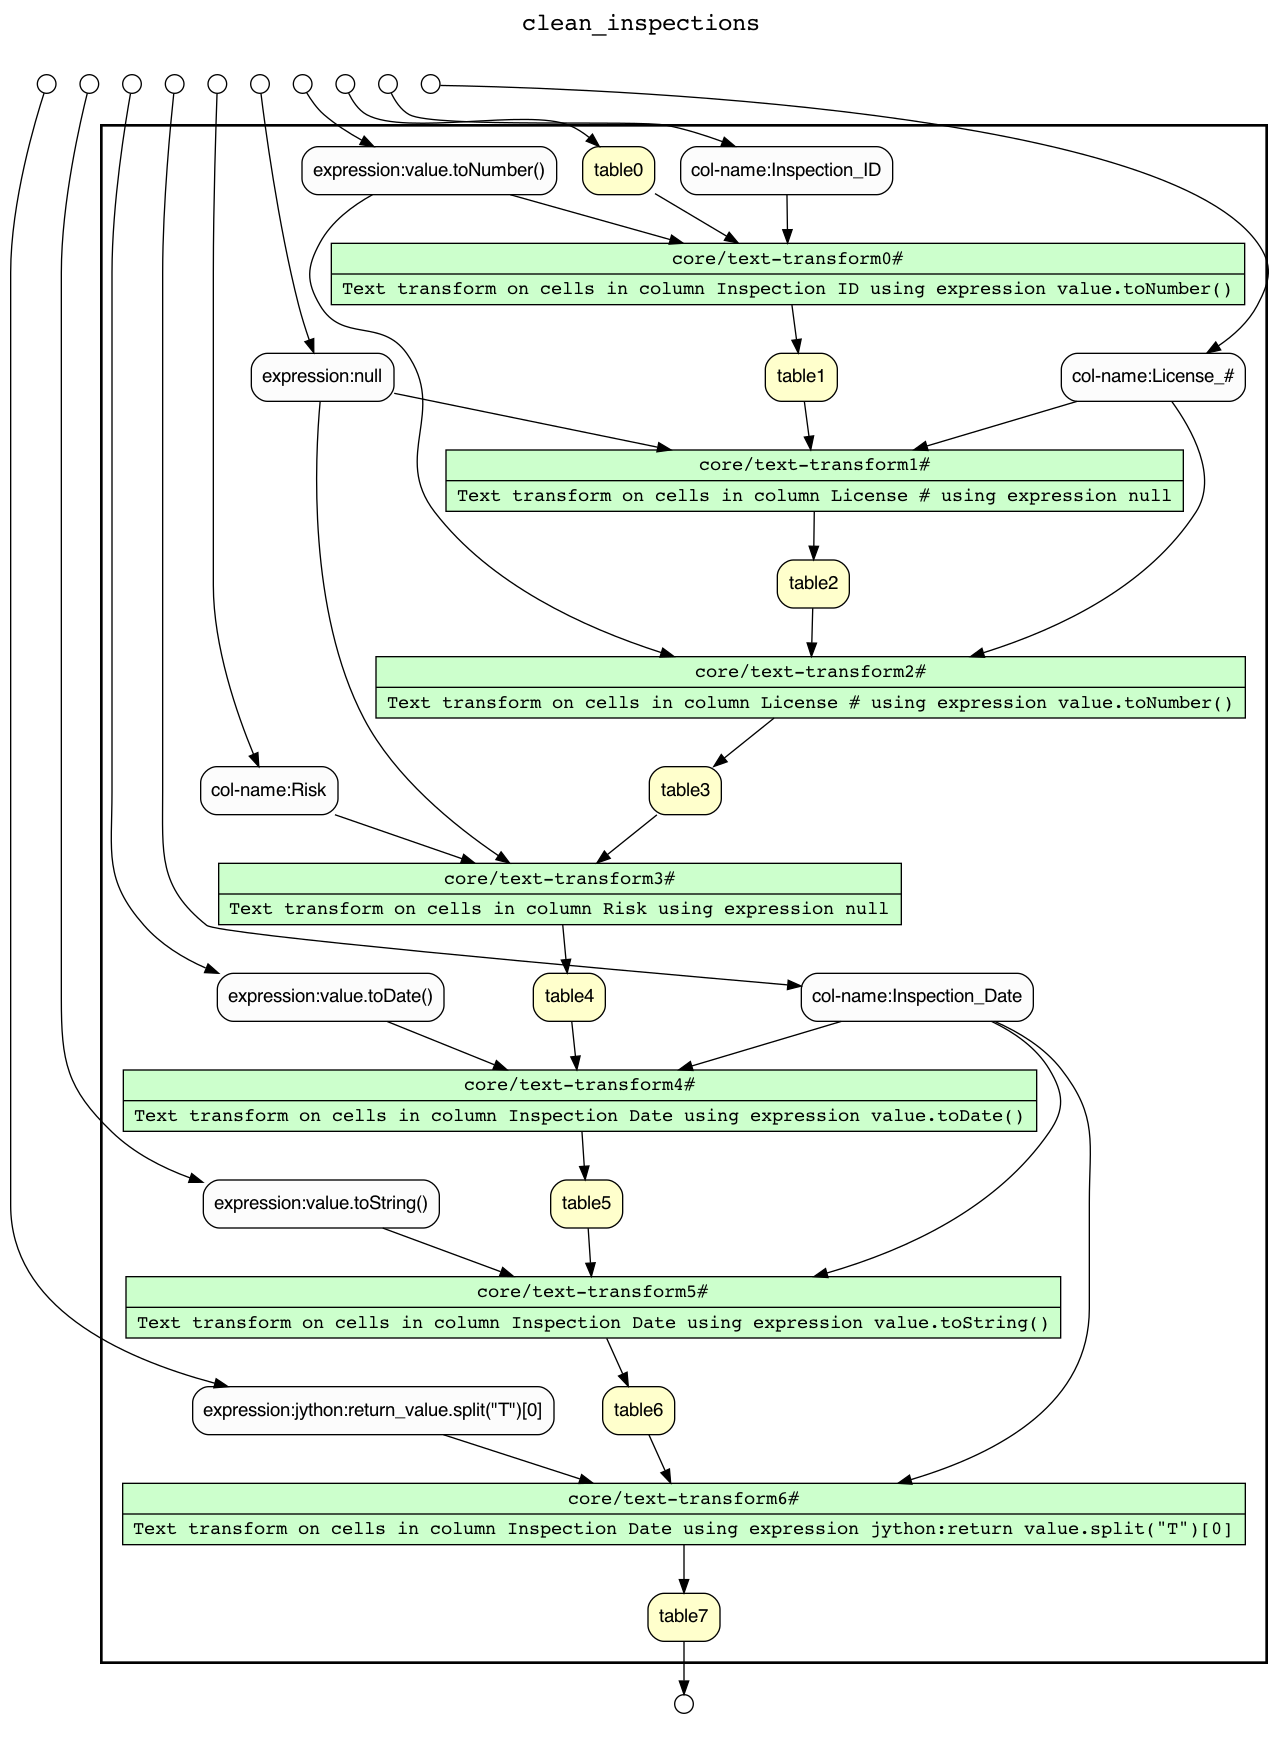 clean_inspections
expression:value.toNumber()
table0
col-name:Inspection_ID
core/text-transform0#
Text transform on cells in column Inspection ID using expression value.toNumber()
expression:null
table1
col-name:License_#
core/text-transform1#
Text transform on cells in column License # using expression null
table2
core/text-transform2#
Text transform on cells in column License # using expression value.toNumber()
col-name:Risk
table3
core/text-transform3#
Text transform on cells in column Risk using expression null
expression:value.toDate()
table4
col-name:Inspection_Date
core/text-transform4#
Text transform on cells in column Inspection Date using expression value.toDate()
expression:value.toString()
table5
core/text-transform5#
Text transform on cells in column Inspection Date using expression value.toString()
expression:jython:return_value.split("T")[0]
table6
core/text-transform6#
Text transform on cells in column Inspection Date using expression jython:return value.split("T")[0]
table7